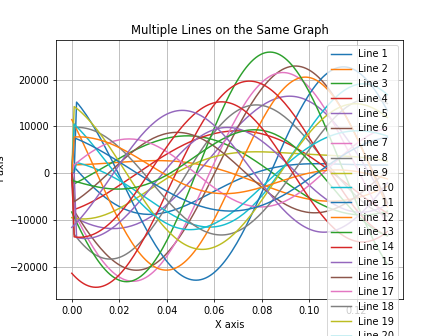 Multiple Lines on the Same Graph
20000
10000
0
−10000
−20000
0.00
0.02
0.04
0.06
0.08
0.10
X axis
axis
Line 1
Line 2
Line 3
Line 4
Line 5
Line 6
Line 7
Line 8
Line 9
Line 10
Line 11
Line 12
Line 13
Line 14
Line 15
Line 16
Line 17
Line 18
Line 19
Line 20